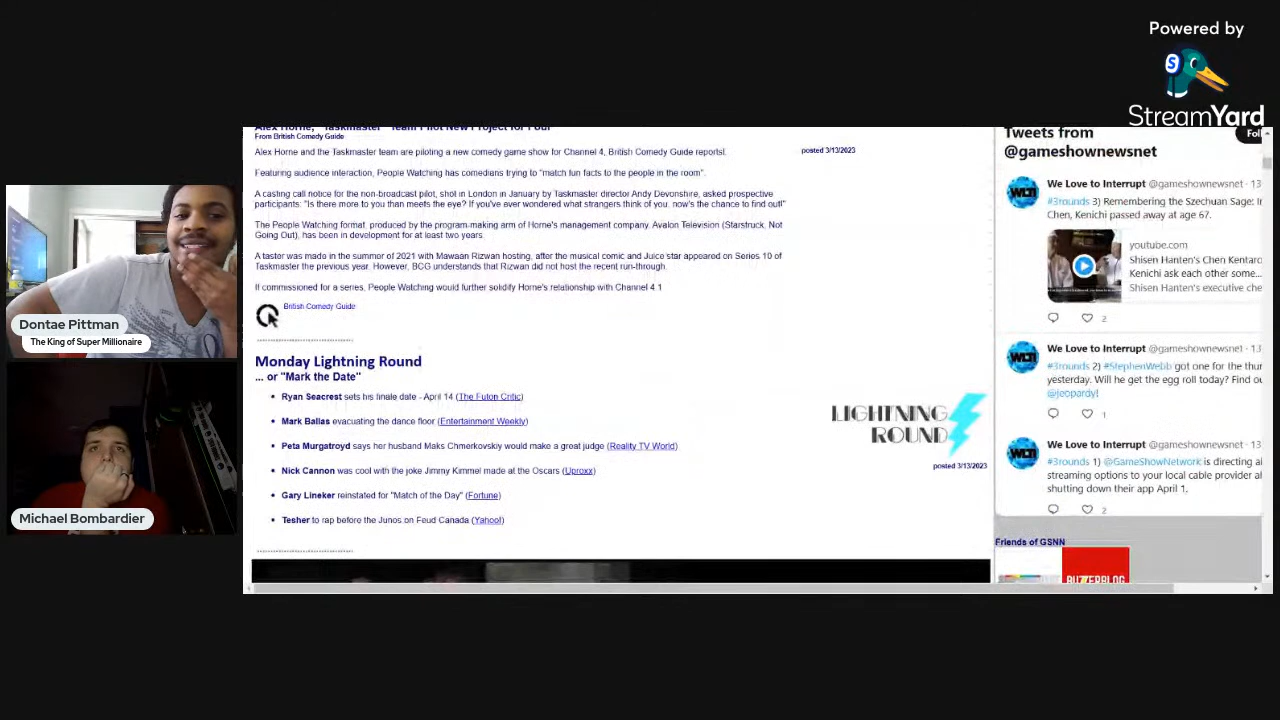 Powered by
StreamYard
Alex Horne, "Taskmaster" Team Pilot New Project for Four
From British Comedy Guide
Alex Horne and the Taskmaster team are piloting a new comedy game show for Channel 4, British Comedy Guide reports!
posted 3/13/2023
Featuring audience interaction, People Watching has comedians trying to "match fun facts to the people in the room".
A casting call notice for the non-broadcast pilot, shot in London in January by Taskmaster director Andy Devonshire, asked prospective
participants: "Is there more to you than meets the eye? If you've ever wondered what strangers think of you, now's the chance to find out!"
The People Watching format, produced by the program-making arm of Horne's management company, Avalon Television (Starstruck, Not
Going Out), has been in development for at least two years.
A taster was made in the summer of 2021 with Mawaan Rizwan hosting, after the musical comic and Juice star appeared on Series 10 of
Taskmaster the previous year. However, BCG understands that Rizwan did not host the recent run-through.
If commissioned for a series, People Watching would further solidify Horne's relationship with Channel 4.1
British Comedy Guide
Monday Lightning Round
... or "Mark the Date"
Ryan Seacrest sets his finale date - April 14 (The Futon Critic)
Mark Ballas evacuating the dance floor (Entertainment Weekly)
Peta Murgatroyd says her husband Maks Chmerkovskiy would make a great judge (Reality TV World)
Nick Cannon was cool with the joke Jimmy Kimmel made at the Oscars (Uproxx)
Gary Lineker reinstated for "Match of the Day" (Fortune)
Tesher to rap before the Junos on Feud Canada (Yahoo!)
LIGHTNING
ROUND
posted 3/13/2023
Tweets from
@gameshownewsnet
Fol
WLTI
We Love to Interrupt @gameshownewsnet · 13
#3rounds 3) Remembering the Szechuan Sage: Ir
Chen, Kenichi passed away at age 67.
youtube.com
Shisen Hanten's Chen Kentaro
Kenichi ask each other some...
Shisen Hanten's executive che
2
WLTI
We Love to Interrupt @gameshownewsnet · 13
#3rounds 2) #StephenWebb got one for the thum
yesterday. Will he get the egg roll today? Find ou
@Jeopardy!
1
WLTI
We Love to Interrupt @gameshownewsnet · 13
#3rounds 1) @GameShowNetwork is directing all
streaming options to your local cable provider af
shutting down their app April 1.
2
Friends of GSNN
BUZZERBLOG
Dontae Pittman
The King of Super Millionaire
Michael Bombardier